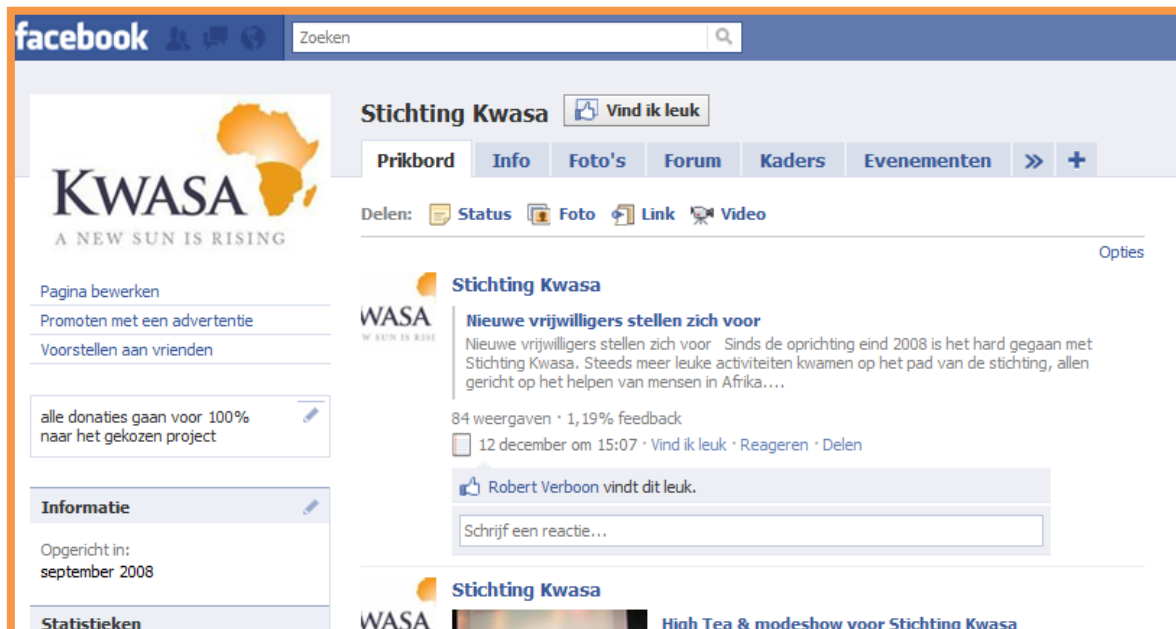 facebook
Zoeken
KWASA
A NEW SUN IS RISING
Pagina bewerken
Promoten met een advertentie
Voorstellen aan vrienden
alle donaties gaan voor 100%
naar het gekozen project
Informatie
Opgericht in:
september 2008
Statistieken
Stichting Kwasa
Vind ik leuk
Prikbord Info Foto's Forum Kaders Evenementen » +
Delen: Status Foto Link Video
Opties
WASA
W SUN IS RISI
Stichting Kwasa
Nieuwe vrijwilligers stellen zich voor
Nieuwe vrijwilligers stellen zich voor Sinds de oprichting eind 2008 is het hard gegaan met
Stichting Kwasa. Steeds meer leuke activiteiten kwamen op het pad van de stichting, allen
gericht op het helpen van mensen in Afrika....
84 weergaven · 1,19% feedback
12 december om 15:07 · Vind ik leuk · Reageren · Delen
Robert Verboon vindt dit leuk.
Schrijf een reactie...
WASA
Stichting Kwasa
High Tea & modeshow voor Stichting Kwasa